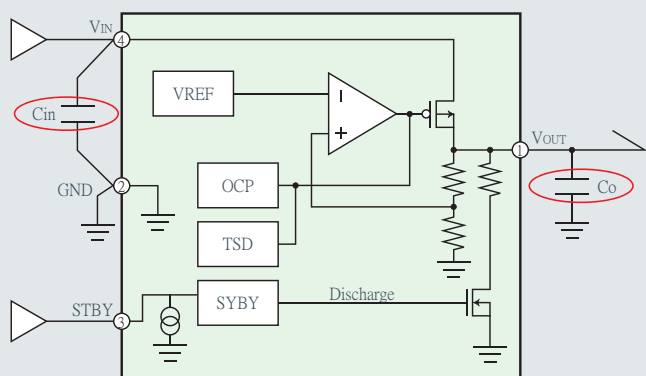 VIN
4
Cin
VREF
−
+
VOUT
1
Co
GND
2
OCP
TSD
STBY
3
SYBY
Discharge